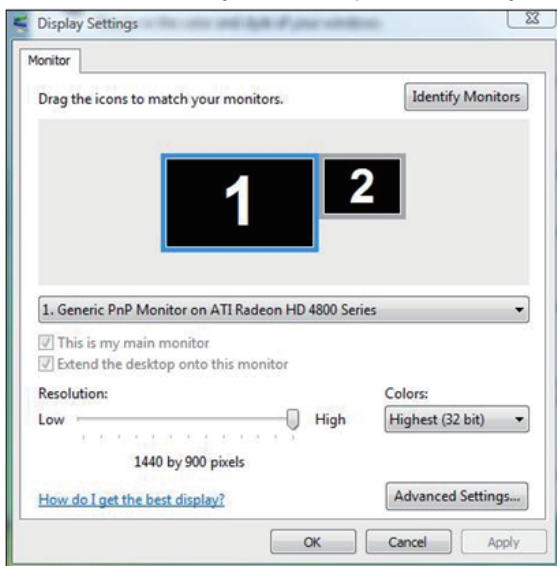 Display Settings
Monitor
Drag the icons to match your monitors.
Identify Monitors
1
2
1. Generic PnP Monitor on ATI Radeon HD 4800 Series
This is my main monitor
Extend the desktop onto this monitor
Resolution:
Colors:
Low
High
Highest (32 bit)
1440 by 900 pixels
How do I get the best display?
Advanced Settings...
OK
Cancel
Apply